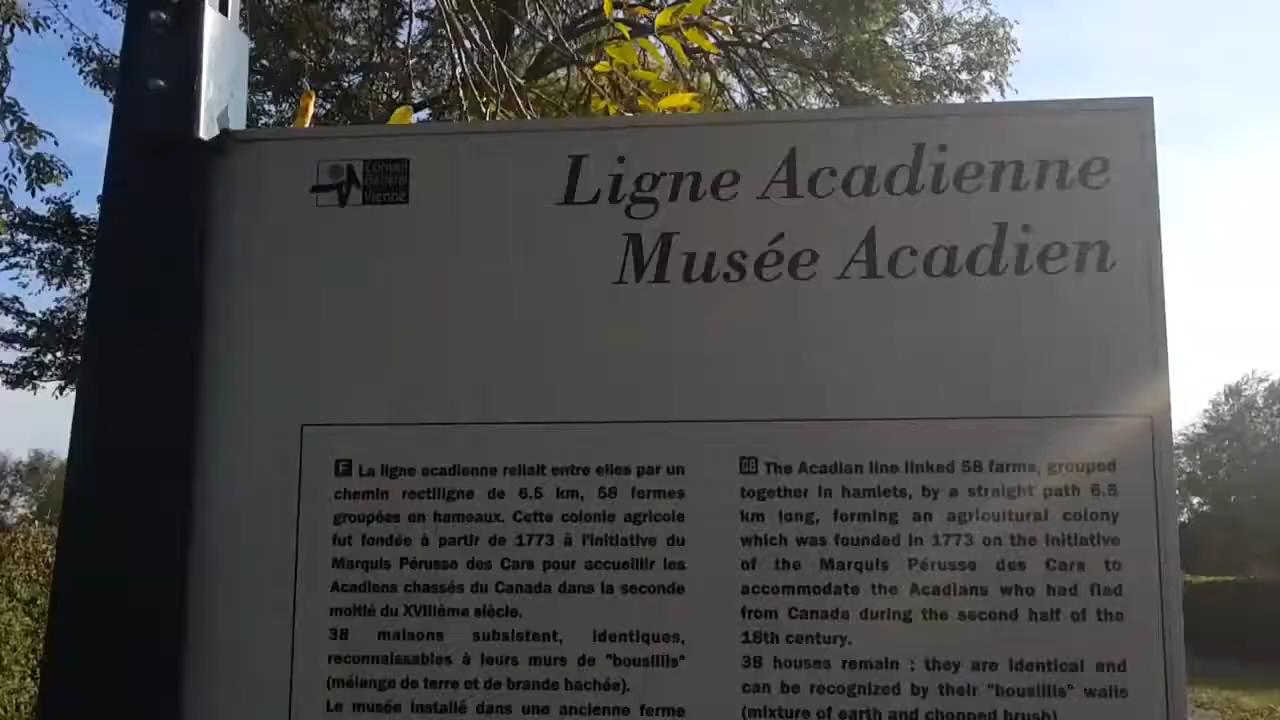 Conseil
Général
Vienne
Ligne Acadienne
Musée Acadien
F La ligne acadienne reliait entre elles par un
chemin rectiligne de 6.5 km, 58 fermes
groupées en hameaux. Cette colonie agricole
fut fondée à partir de 1773 à l'initiative du
Marquis Pérusse des Cars pour accueillir les
Acadiens chassés du Canada dans la seconde
moitié du XVIIIème siècle.
38 maisons subsistent, identiques,
reconnaissables à leurs murs de "bousillis"
(mélange de terre et de brande hachée).
Le musée installé dans une ancienne ferme
GB The Acadian line linked 58 farms, grouped
together in hamlets, by a straight path 6.5
km long, forming an agricultural colony
which was founded in 1773 on the initiative
of the Marquis Pérusse des Cars to
accommodate the Acadians who had fled
from Canada during the second half of the
18th century.
38 houses remain : they are identical and
can be recognized by their "bousillis" walls
(mixture of earth and chopped brush)